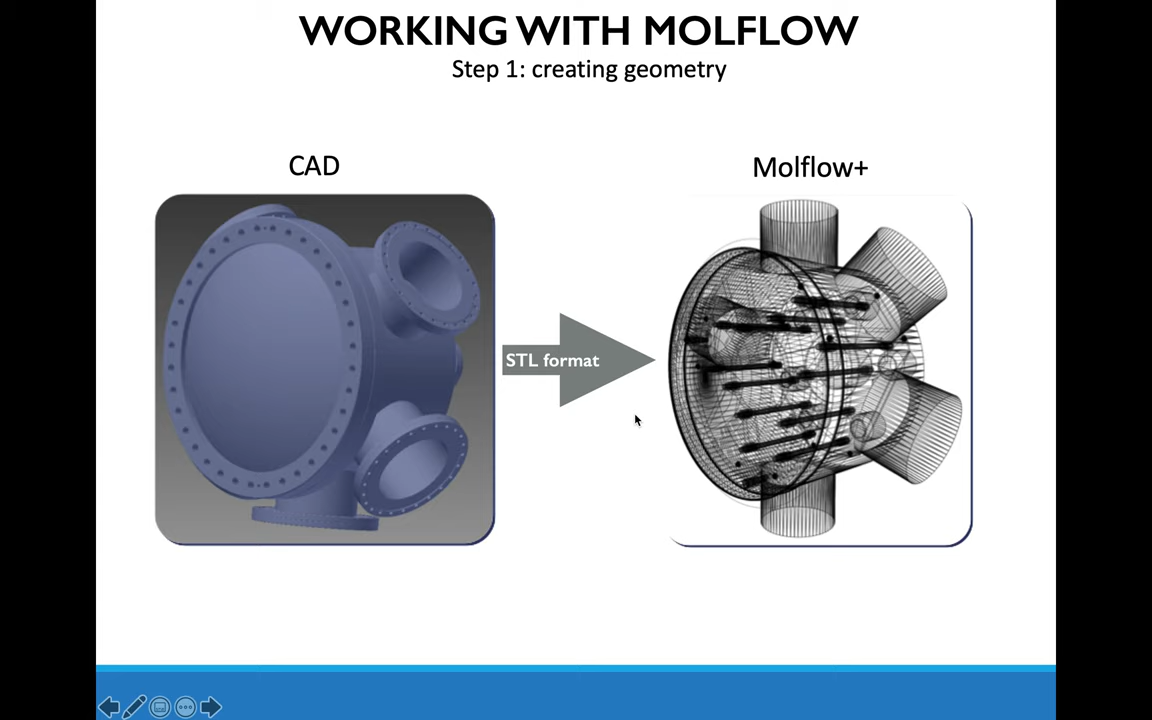 WORKING WITH MOLFLOW
Step 1: creating geometry
CAD
Molflow+
STL format